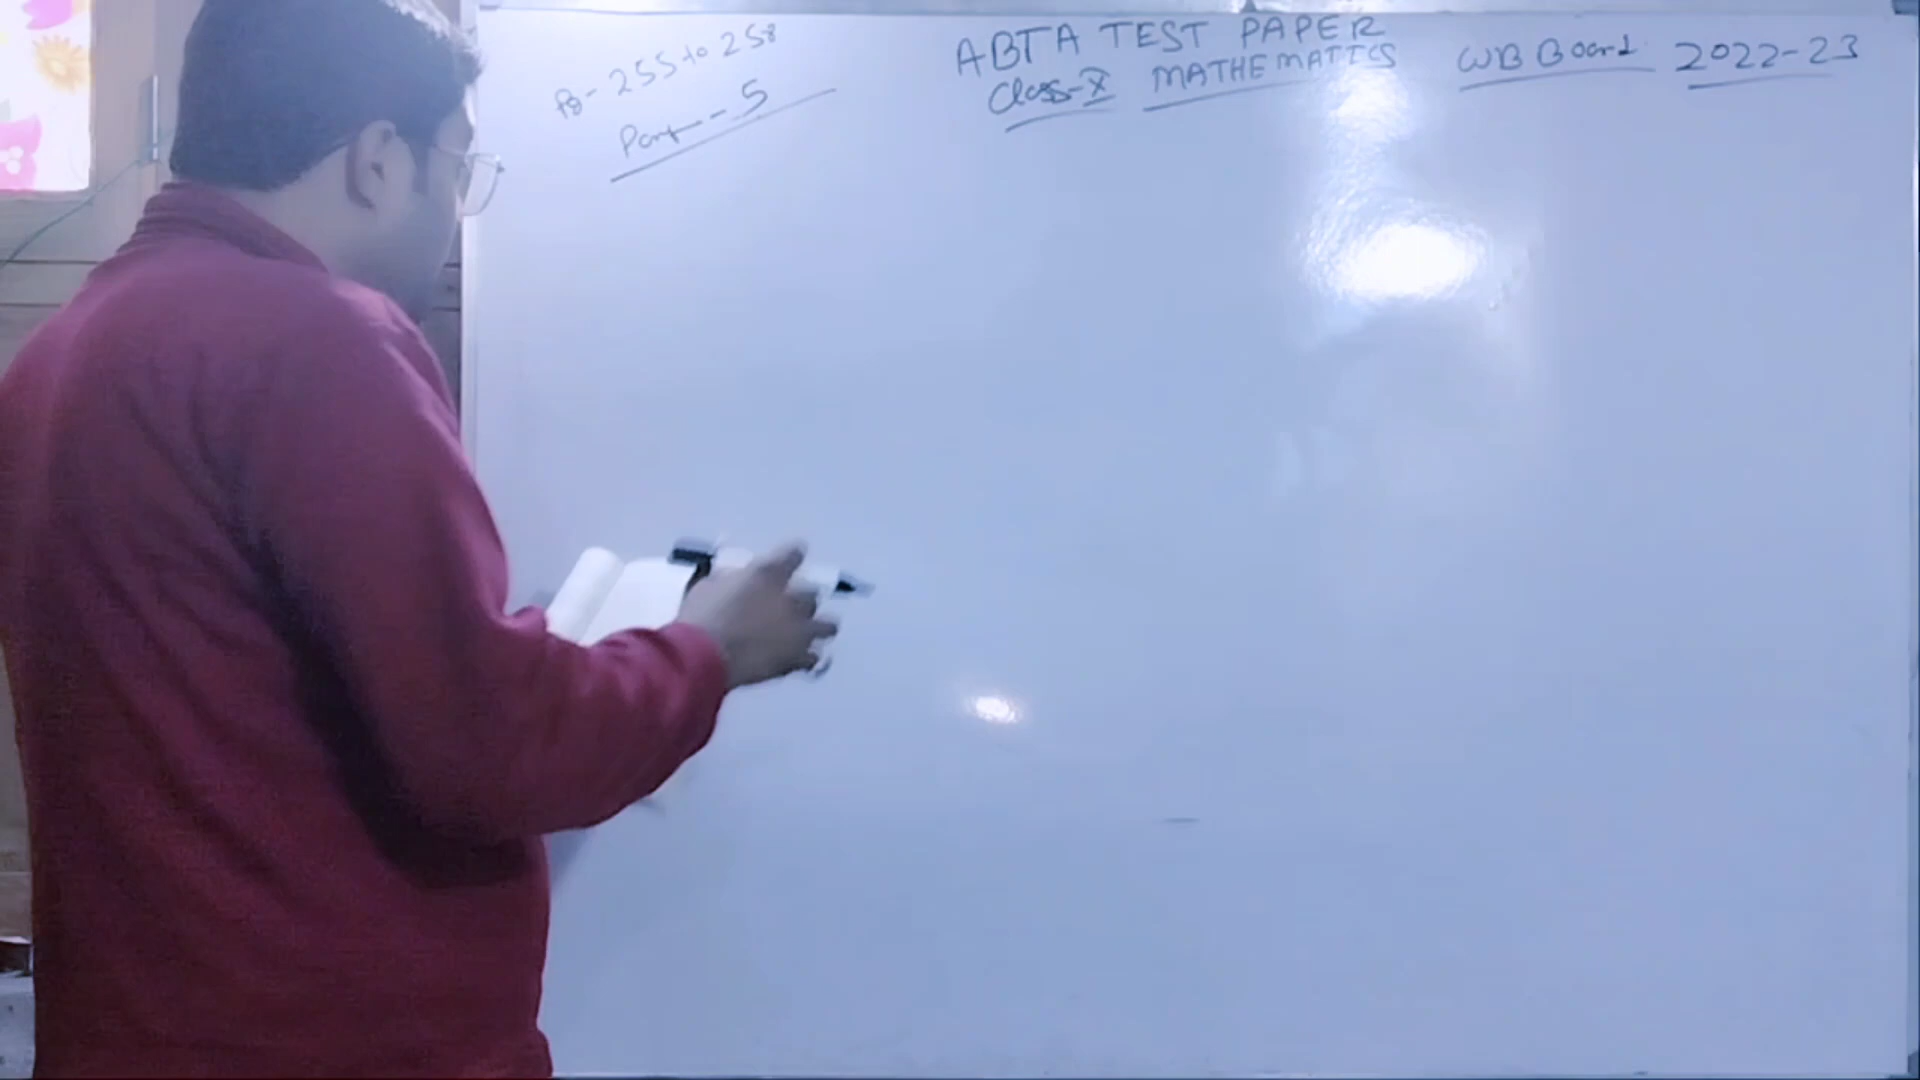 Pg- 255 to 258
Part - 5
ABTA TEST PAPER
Class-X MATHEMATICS WB Board 2022-23